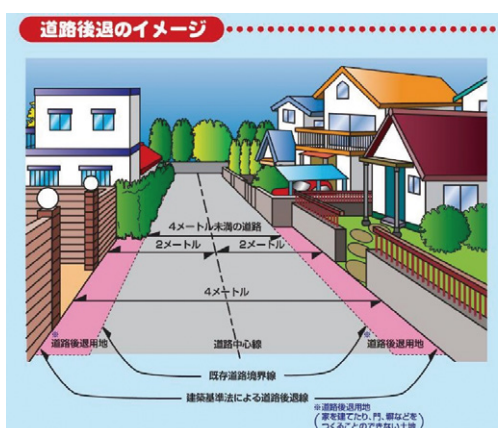 道路後退のイメージ
4メートル未満の道路
2メートル
2メートル
4メートル
※
道路後退用地
道路中心線
※
道路後退用地
既存道路境界線
建築基準法による道路後退線
※道路後退用地
家を建てたり、門、塀などを
つくることのできない土地